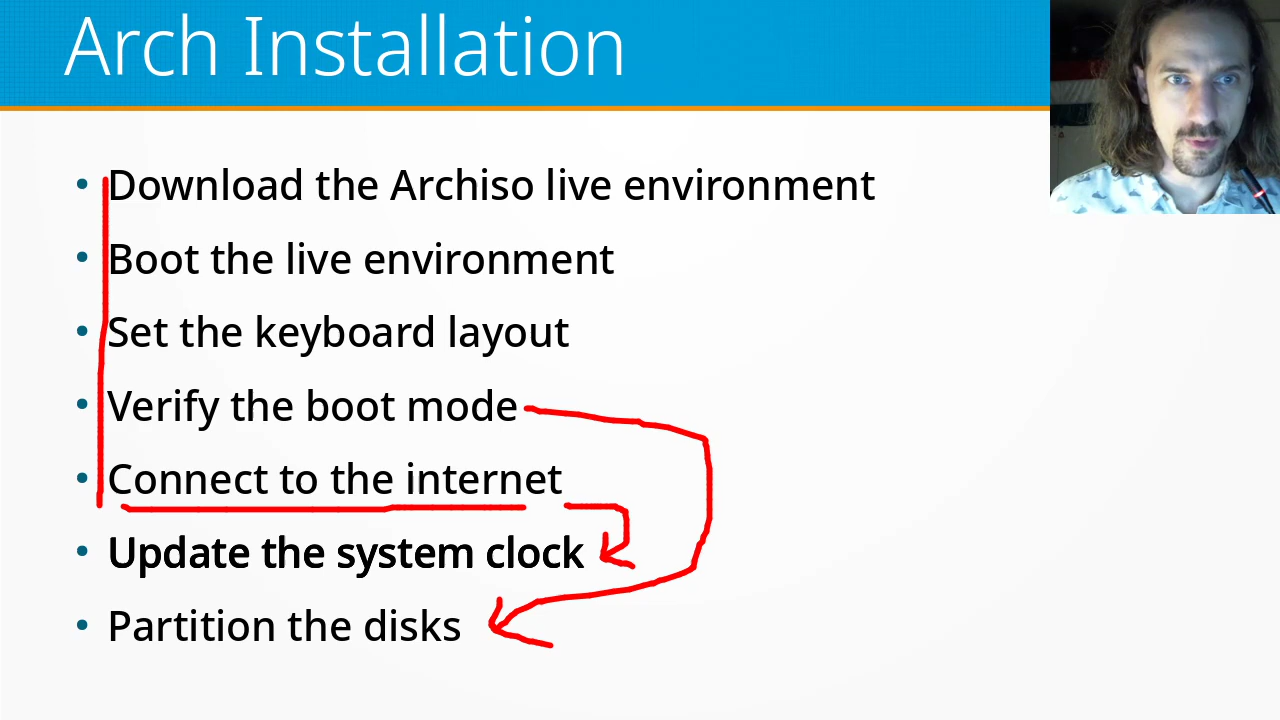 Arch Installation
• Download the Archiso live environment
• Boot the live environment
• Set the keyboard layout
• Verify the boot mode
• Connect to the internet
• Update the system clock
• Partition the disks